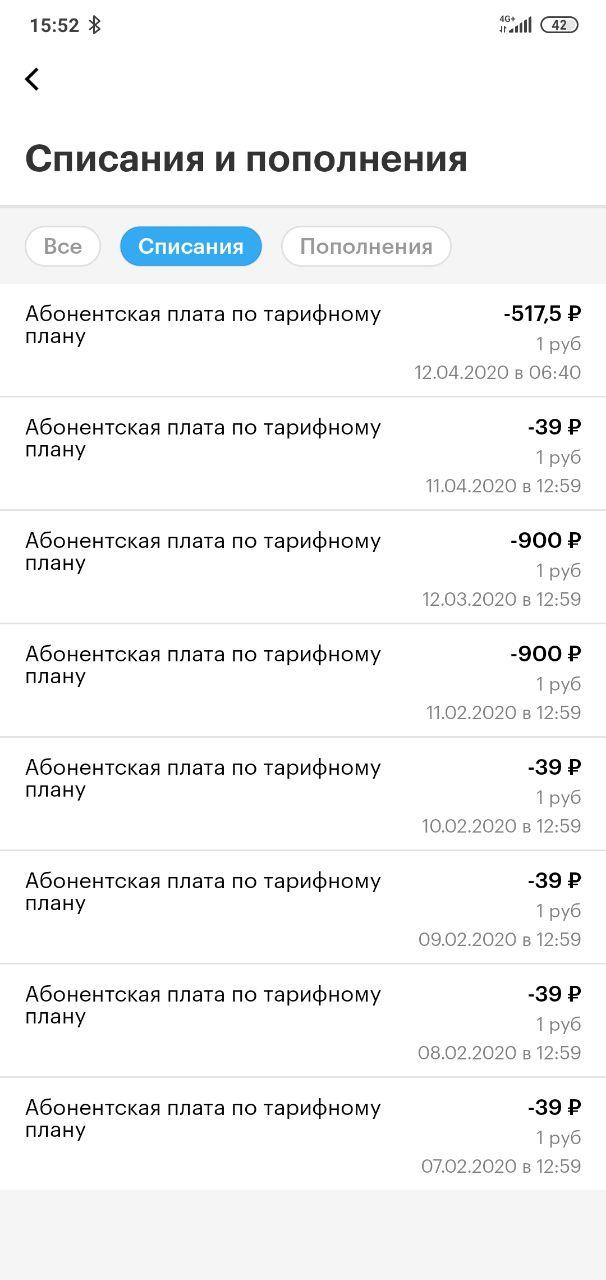 15:52
4G+
42
Списания и пополнения
Все
Списания
Пополнения
Абонентская плата по тарифному
плану
-517,5 ₽
1 руб
12.04.2020 в 06:40
Абонентская плата по тарифному
плану
-39 ₽
1 руб
11.04.2020 в 12:59
Абонентская плата по тарифному
плану
-900 ₽
1 руб
12.03.2020 в 12:59
Абонентская плата по тарифному
плану
-900 ₽
1 руб
11.02.2020 в 12:59
Абонентская плата по тарифному
плану
-39 ₽
1 руб
10.02.2020 в 12:59
Абонентская плата по тарифному
плану
-39 ₽
1 руб
09.02.2020 в 12:59
Абонентская плата по тарифному
плану
-39 ₽
1 руб
08.02.2020 в 12:59
Абонентская плата по тарифному
плану
-39 ₽
1 руб
07.02.2020 в 12:59